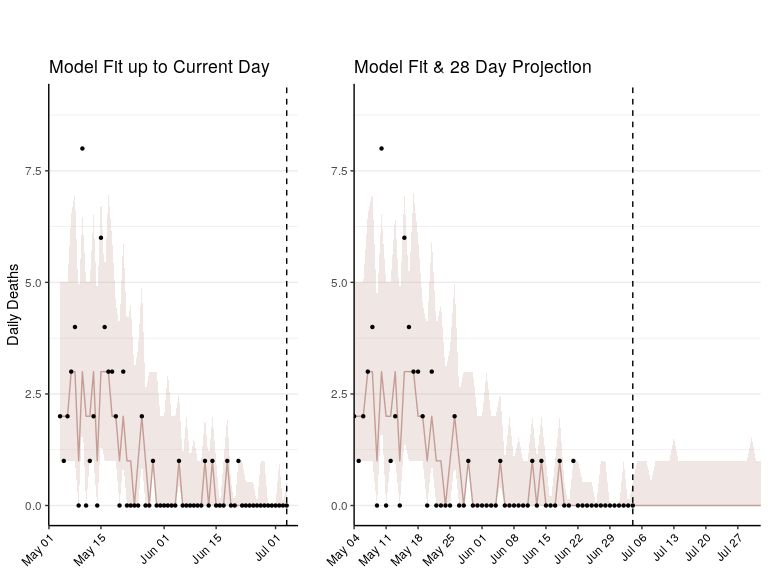 Model Fit up to Current Day
Model Fit & 28 Day Projection
Daily Deaths
7.5
5.0
2.5
0.0
7.5
5.0
2.5
0.0
May 01
May 15
Jun 01
Jun 15
Jul 01
May 04
May 11
May 18
May 25
Jun 01
Jun 08
Jun 15
Jun 22
Jun 29
Jul 06
Jul 13
Jul 20
Jul 27